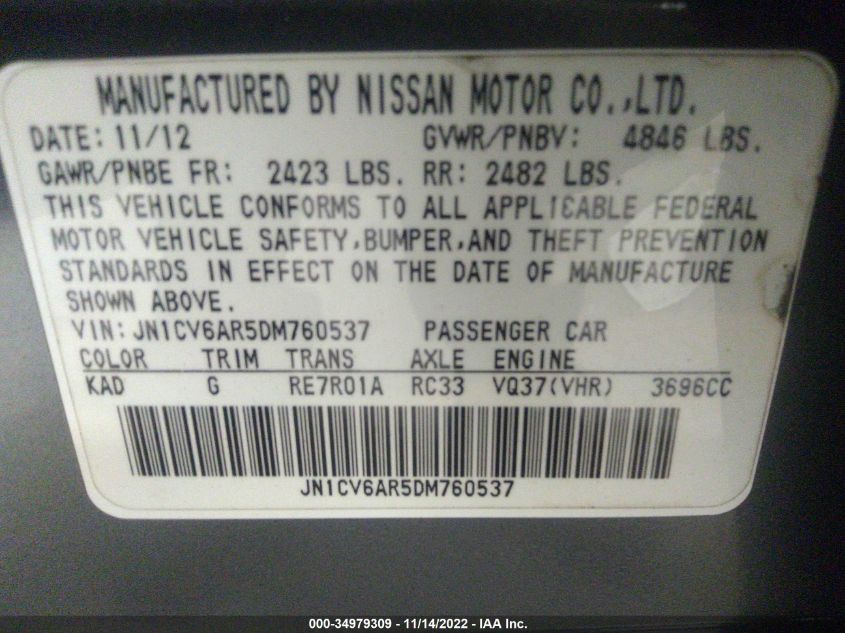 MANUFACTURED BY NISSAN MOTOR CO.,LTD.
DATE: 11/12 GVWR/PNBV: 4846 LBS.
GAWR/PNBE FR: 2423 LBS. RR: 2482 LBS.
THIS VEHICLE CONFORMS TO ALL APPLICABLE FEDERAL
MOTOR VEHICLE SAFETY,BUMPER,AND THEFT PREVENTION
STANDARDS IN EFFECT ON THE DATE OF MANUFACTURE
SHOWN ABOVE.
VIN: JN1CV6AR5DM760537 PASSENGER CAR
COLOR TRIM TRANS AXLE ENGINE
KAD G RE7R01A RC33 VQ37(VHR) 3696CC
JN1CV6AR5DM760537
000-34979309 - 11/14/2022 - IAA Inc.